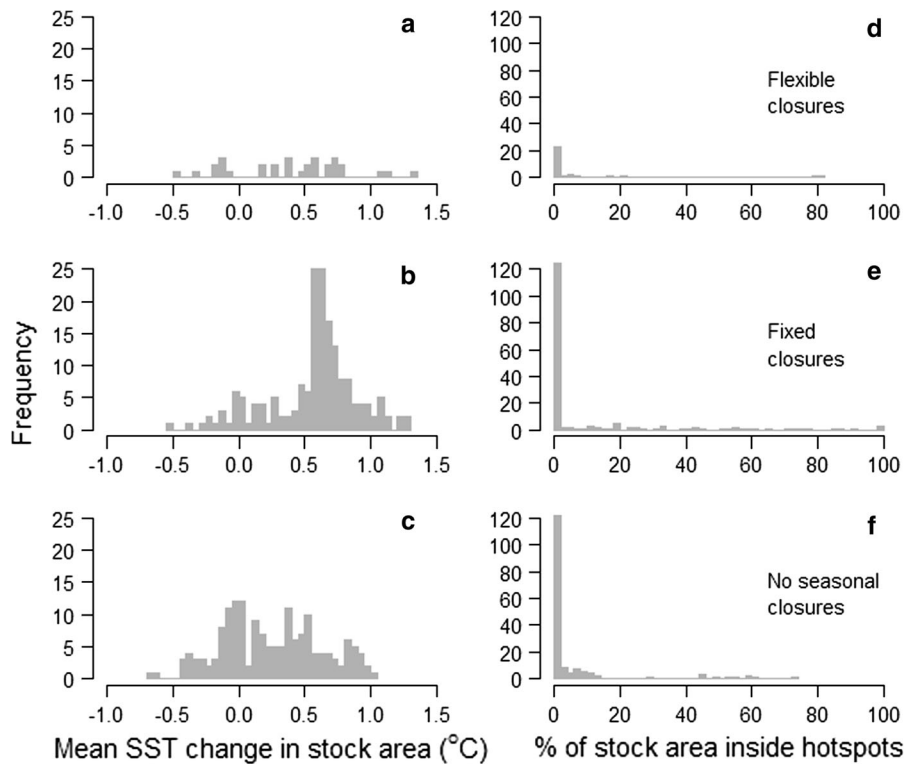 25
20
15
10
5
0
a
-1.0 -0.5 0.0 0.5 1.0 1.5
120
100
80
60
40
20
0
d
Flexible
closures
0 20 40 60 80 100
Frequency
25
20
15
10
5
0
b
-1.0 -0.5 0.0 0.5 1.0 1.5
120
100
80
60
40
20
0
e
Fixed
closures
0 20 40 60 80 100
25
20
15
10
5
0
c
-1.0 -0.5 0.0 0.5 1.0 1.5
Mean SST change in stock area (°C)
120
100
80
60
40
20
0
f
No seasonal
closures
0 20 40 60 80 100
% of stock area inside hotspots